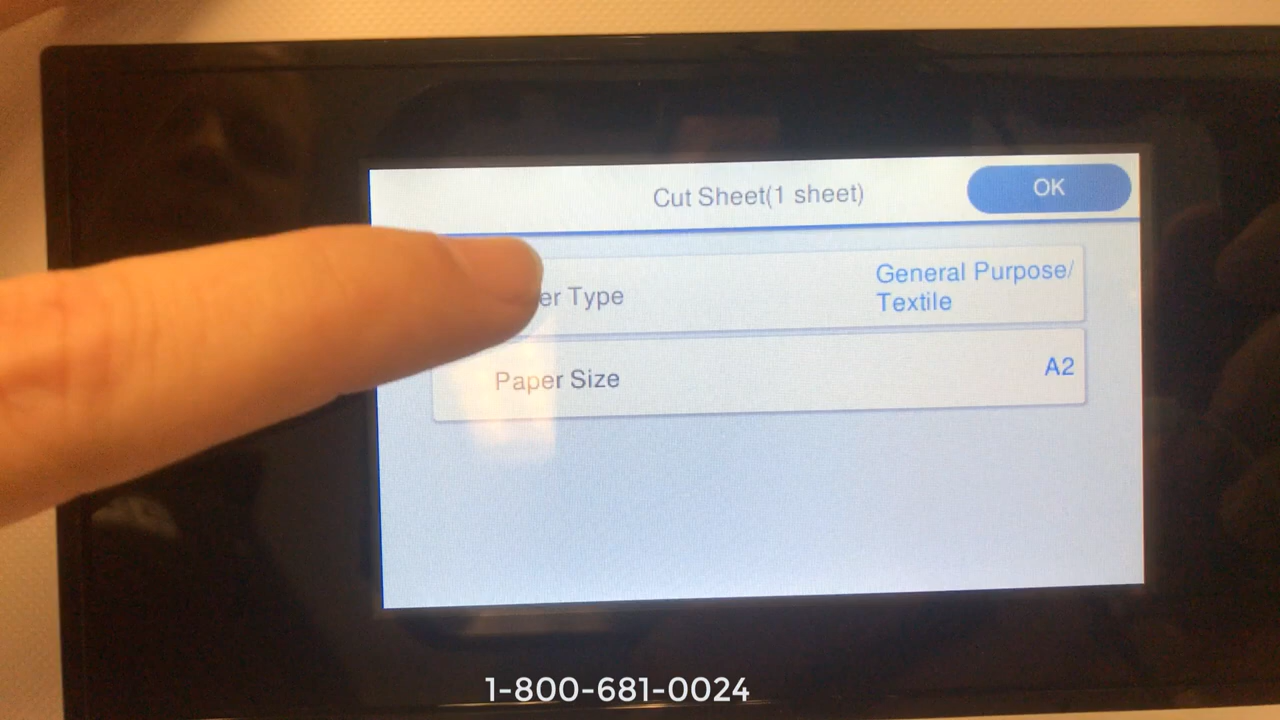 Cut Sheet(1 sheet)
OK
er Type
General Purpose/
Textile
Paper Size
A2
1-800-681-0024